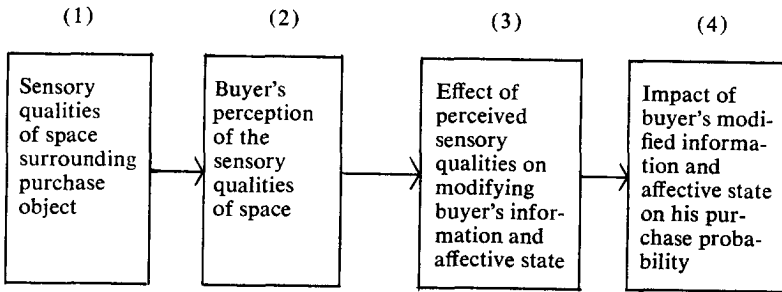 (1)
(2)
(3)
(4)
Sensory
qualities
of space
surrounding
purchase
object
Buyer's
perception
of the
sensory
qualities
of space
Effect of
perceived
sensory
qualities on
modifying
buyer's infor-
mation and
affective state
Impact of
buyer's modi-
fied informa-
tion and
affective state
on his pur-
chase proba-
bility